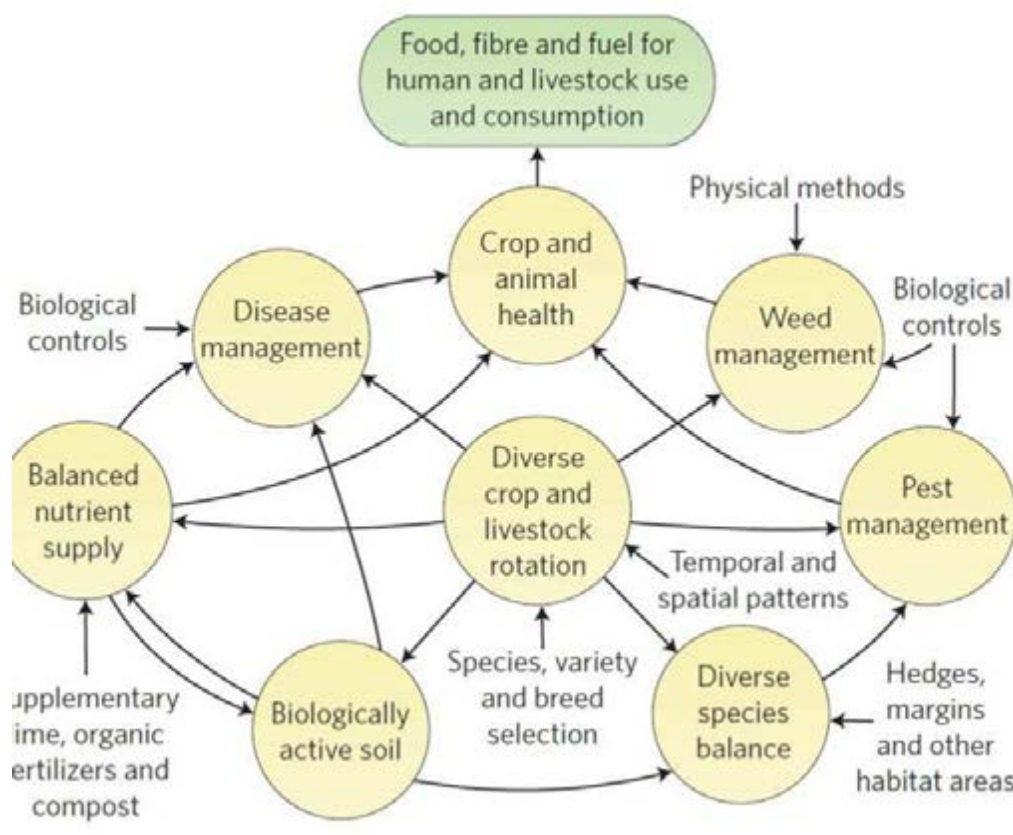 Food, fibre and fuel for
human and livestock use
and consumption
Physical methods
Crop and
animal
health
Biological
controls
Disease
management
Weed
management
Biological
controls
Balanced
nutrient
supply
Diverse
crop and
livestock
rotation
Pest
management
Temporal and
spatial patterns
upplementary
ime, organic
ertilizers and
compost
Biologically
active soil
Species, variety
and breed
selection
Diverse
species
balance
Hedges,
margins
and other
habitat areas